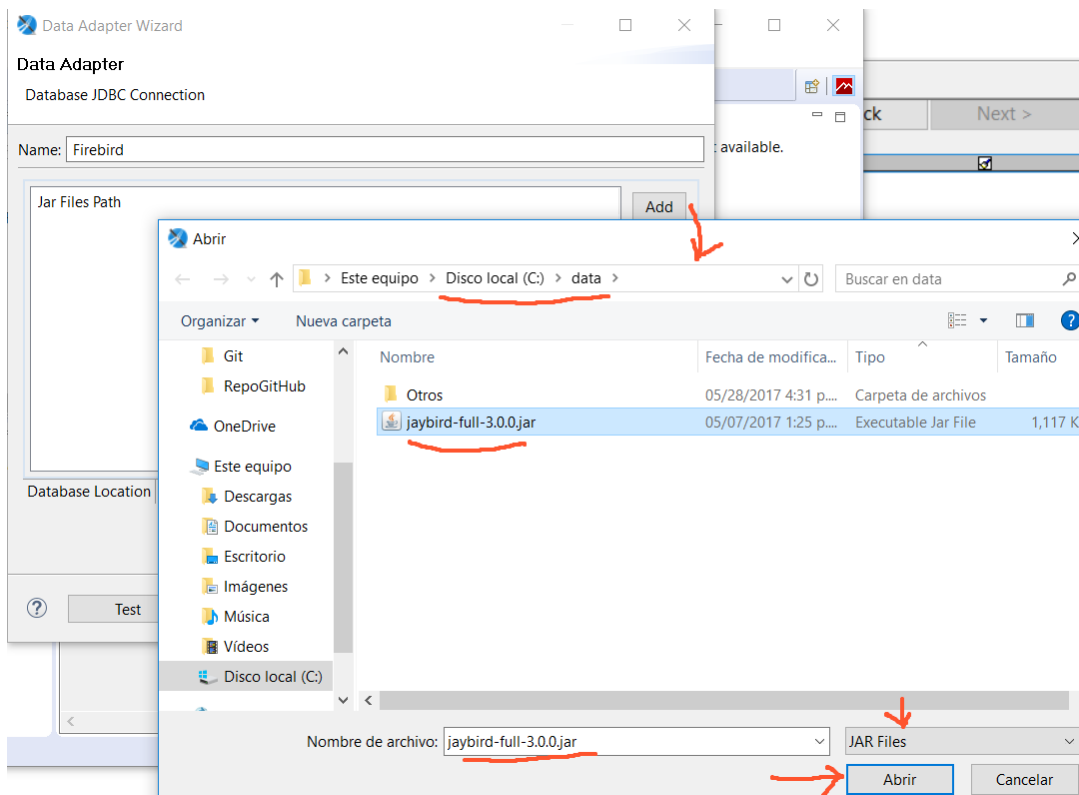 Data Adapter Wizard
Data Adapter
Database JDBC Connection
ck
Next >
Name: Firebird
available.
Jar Files Path
Add
Abrir
Este equipo > Disco local (C:) > data >
Buscar en data
Organizar
Nueva carpeta
?
Git
RepoGitHub
OneDrive
Este equipo
Descargas
Documentos
Escritorio
Imágenes
Música
Vídeos
Disco local (C:)
Nombre Fecha de modifica... Tipo Tamaño
Otros 05/28/2017 4:31 p.... Carpeta de archivos
jaybird-full-3.0.0.jar 05/07/2017 1:25 p.... Executable Jar File 1,117 K
Database Location
?
Test
Nombre de archivo: jaybird-full-3.0.0.jar JAR Files
Abrir Cancelar